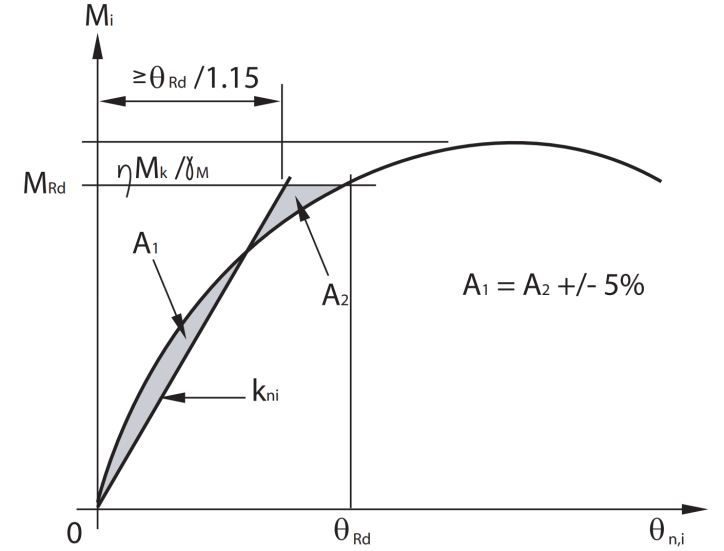 Mi
≥θRd /1.15
ηMk /γM
MRd
A1
A2
A1 = A2 +/- 5%
kni
0
θRd
θn,i